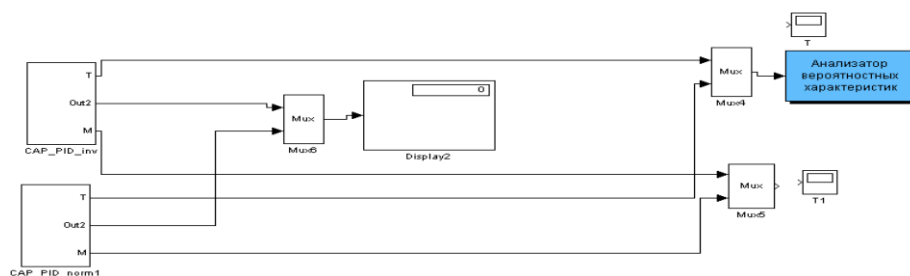 T
Out2
M
CAP_PID_inv
T
Out2
M
CAP_PID_norm1
Mux
Mux6
0
Display2
Mux
Mux4
T
Анализатор
вероятностных
характеристик
Mux
Mux5
T1